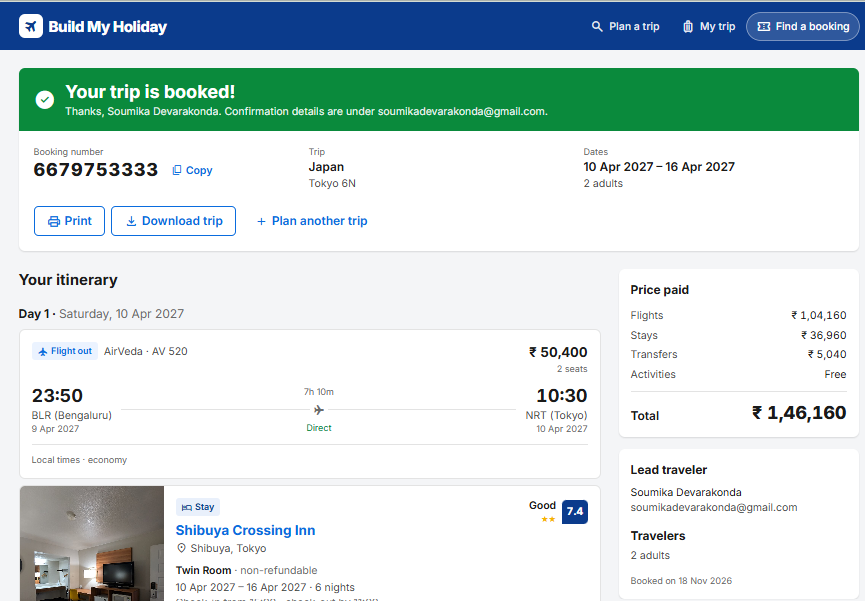 Build My Holiday
Plan a trip
My trip
Find a booking
Your trip is booked!
Thanks, Soumika Devarakonda. Confirmation details are under soumikadevarakonda@gmail.com.
Booking number
6679753333 Copy
Trip
Japan
Tokyo 6N
Dates
10 Apr 2027 – 16 Apr 2027
2 adults
Print
Download trip
+ Plan another trip
Your itinerary
Day 1 · Saturday, 10 Apr 2027
Flight out AirVeda · AV 520
₹ 50,400
2 seats
23:50
BLR (Bengaluru)
9 Apr 2027
7h 10m
Direct
10:30
NRT (Tokyo)
10 Apr 2027
Local times · economy
Stay
Shibuya Crossing Inn
Shibuya, Tokyo
Good 7.4
Twin Room · non-refundable
10 Apr 2027 – 16 Apr 2027 · 6 nights
Price paid
Flights ₹ 1,04,160
Stays ₹ 36,960
Transfers ₹ 5,040
Activities Free
Total ₹ 1,46,160
Lead traveler
Soumika Devarakonda
soumikadevarakonda@gmail.com
Travelers
2 adults
Booked on 18 Nov 2026